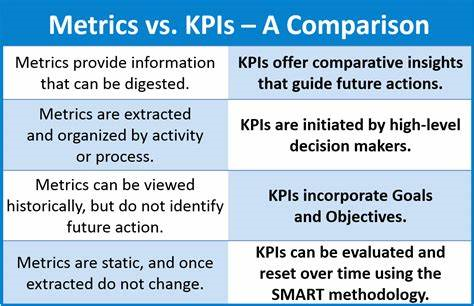 Metrics vs. KPIs – A Comparison
Metrics provide information
that can be digested.
KPIs offer comparative insights
that guide future actions.
Metrics are extracted
and organized by activity
or process.
KPIs are initiated by high-level
decision makers.
Metrics can be viewed
historically, but do not identify
future action.
KPIs incorporate Goals
and Objectives.
Metrics are static, and once
extracted do not change.
KPIs can be evaluated and
reset over time using the
SMART methodology.